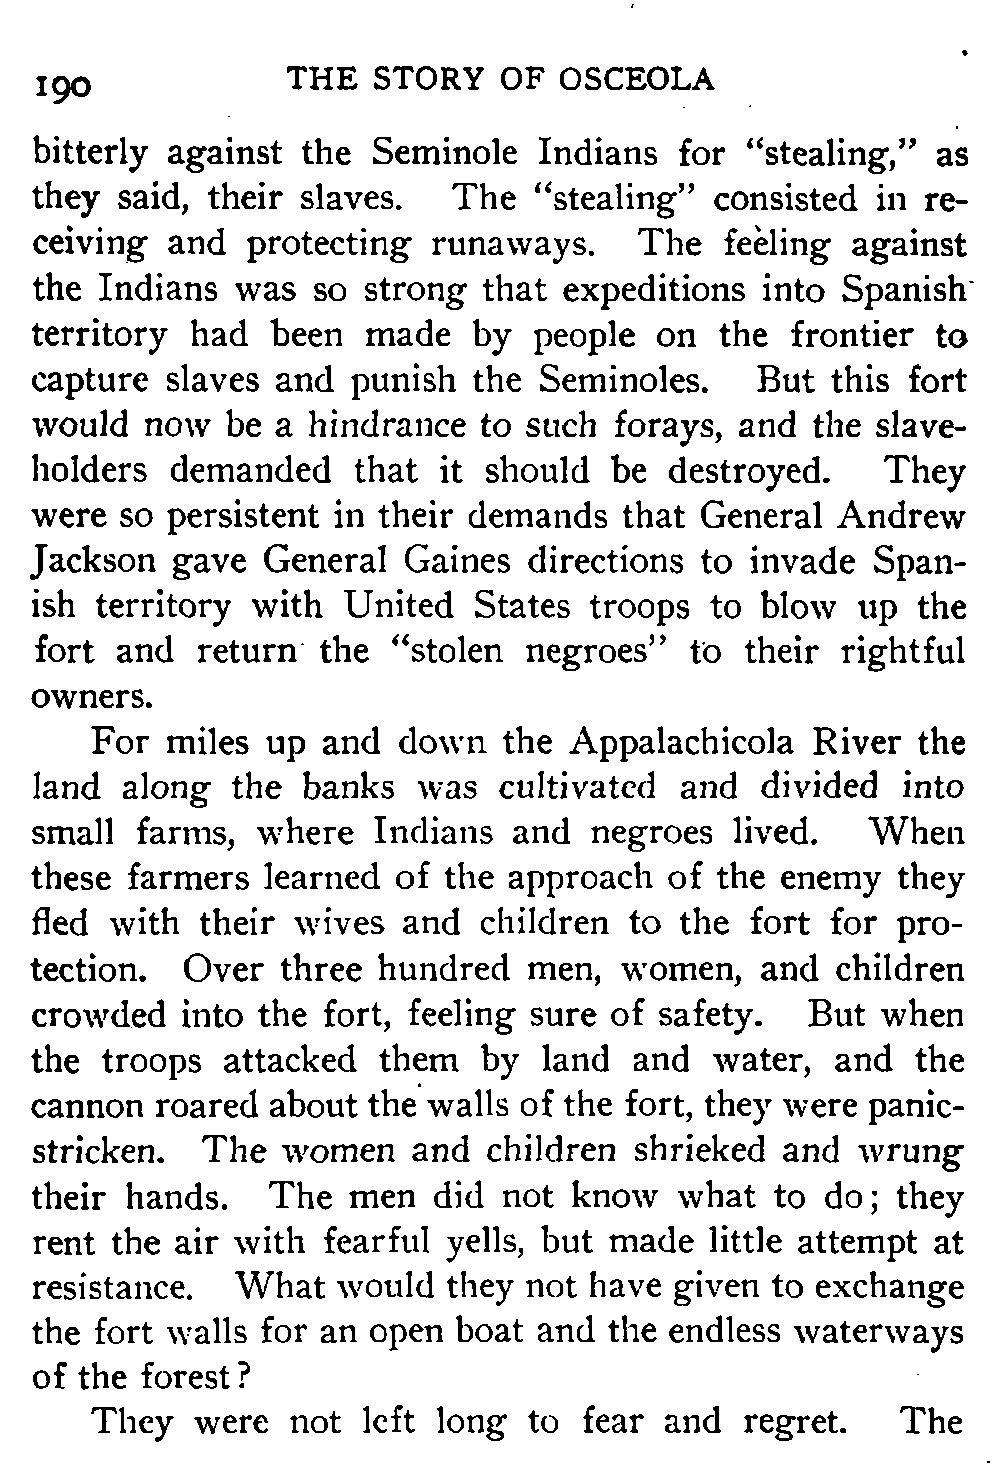 190 THE STORY OF OSCEOLA
bitterly against the Seminole Indians for “stealing,” as
they said, their slaves. The “stealing” consisted in re-
ceiving and protecting runaways. The feeling against
the Indians was so strong that expeditions into Spanish
territory had been made by people on the frontier to
capture slaves and punish the Seminoles. But this fort
would now be a hindrance to such forays, and the slave-
holders demanded that it should be destroyed. They
were so persistent in their demands that General Andrew
Jackson gave General Gaines directions to invade Span-
ish territory with United States troops to blow up the
fort and return the “stolen negroes” to their rightful
owners.
For miles up and down the Appalachicola River the
land along the banks was cultivated and divided into
small farms, where Indians and negroes lived. When
these farmers learned of the approach of the enemy they
fled with their wives and children to the fort for pro-
tection. Over three hundred men, women, and children
crowded into the fort, feeling sure of safety. But when
the troops attacked them by land and water, and the
cannon roared about the walls of the fort, they were panic-
stricken. The women and children shrieked and wrung
their hands. The men did not know what to do; they
rent the air with fearful yells, but made little attempt at
resistance. What would they not have given to exchange
the fort walls for an open boat and the endless waterways
of the forest?
They were not left long to fear and regret. The